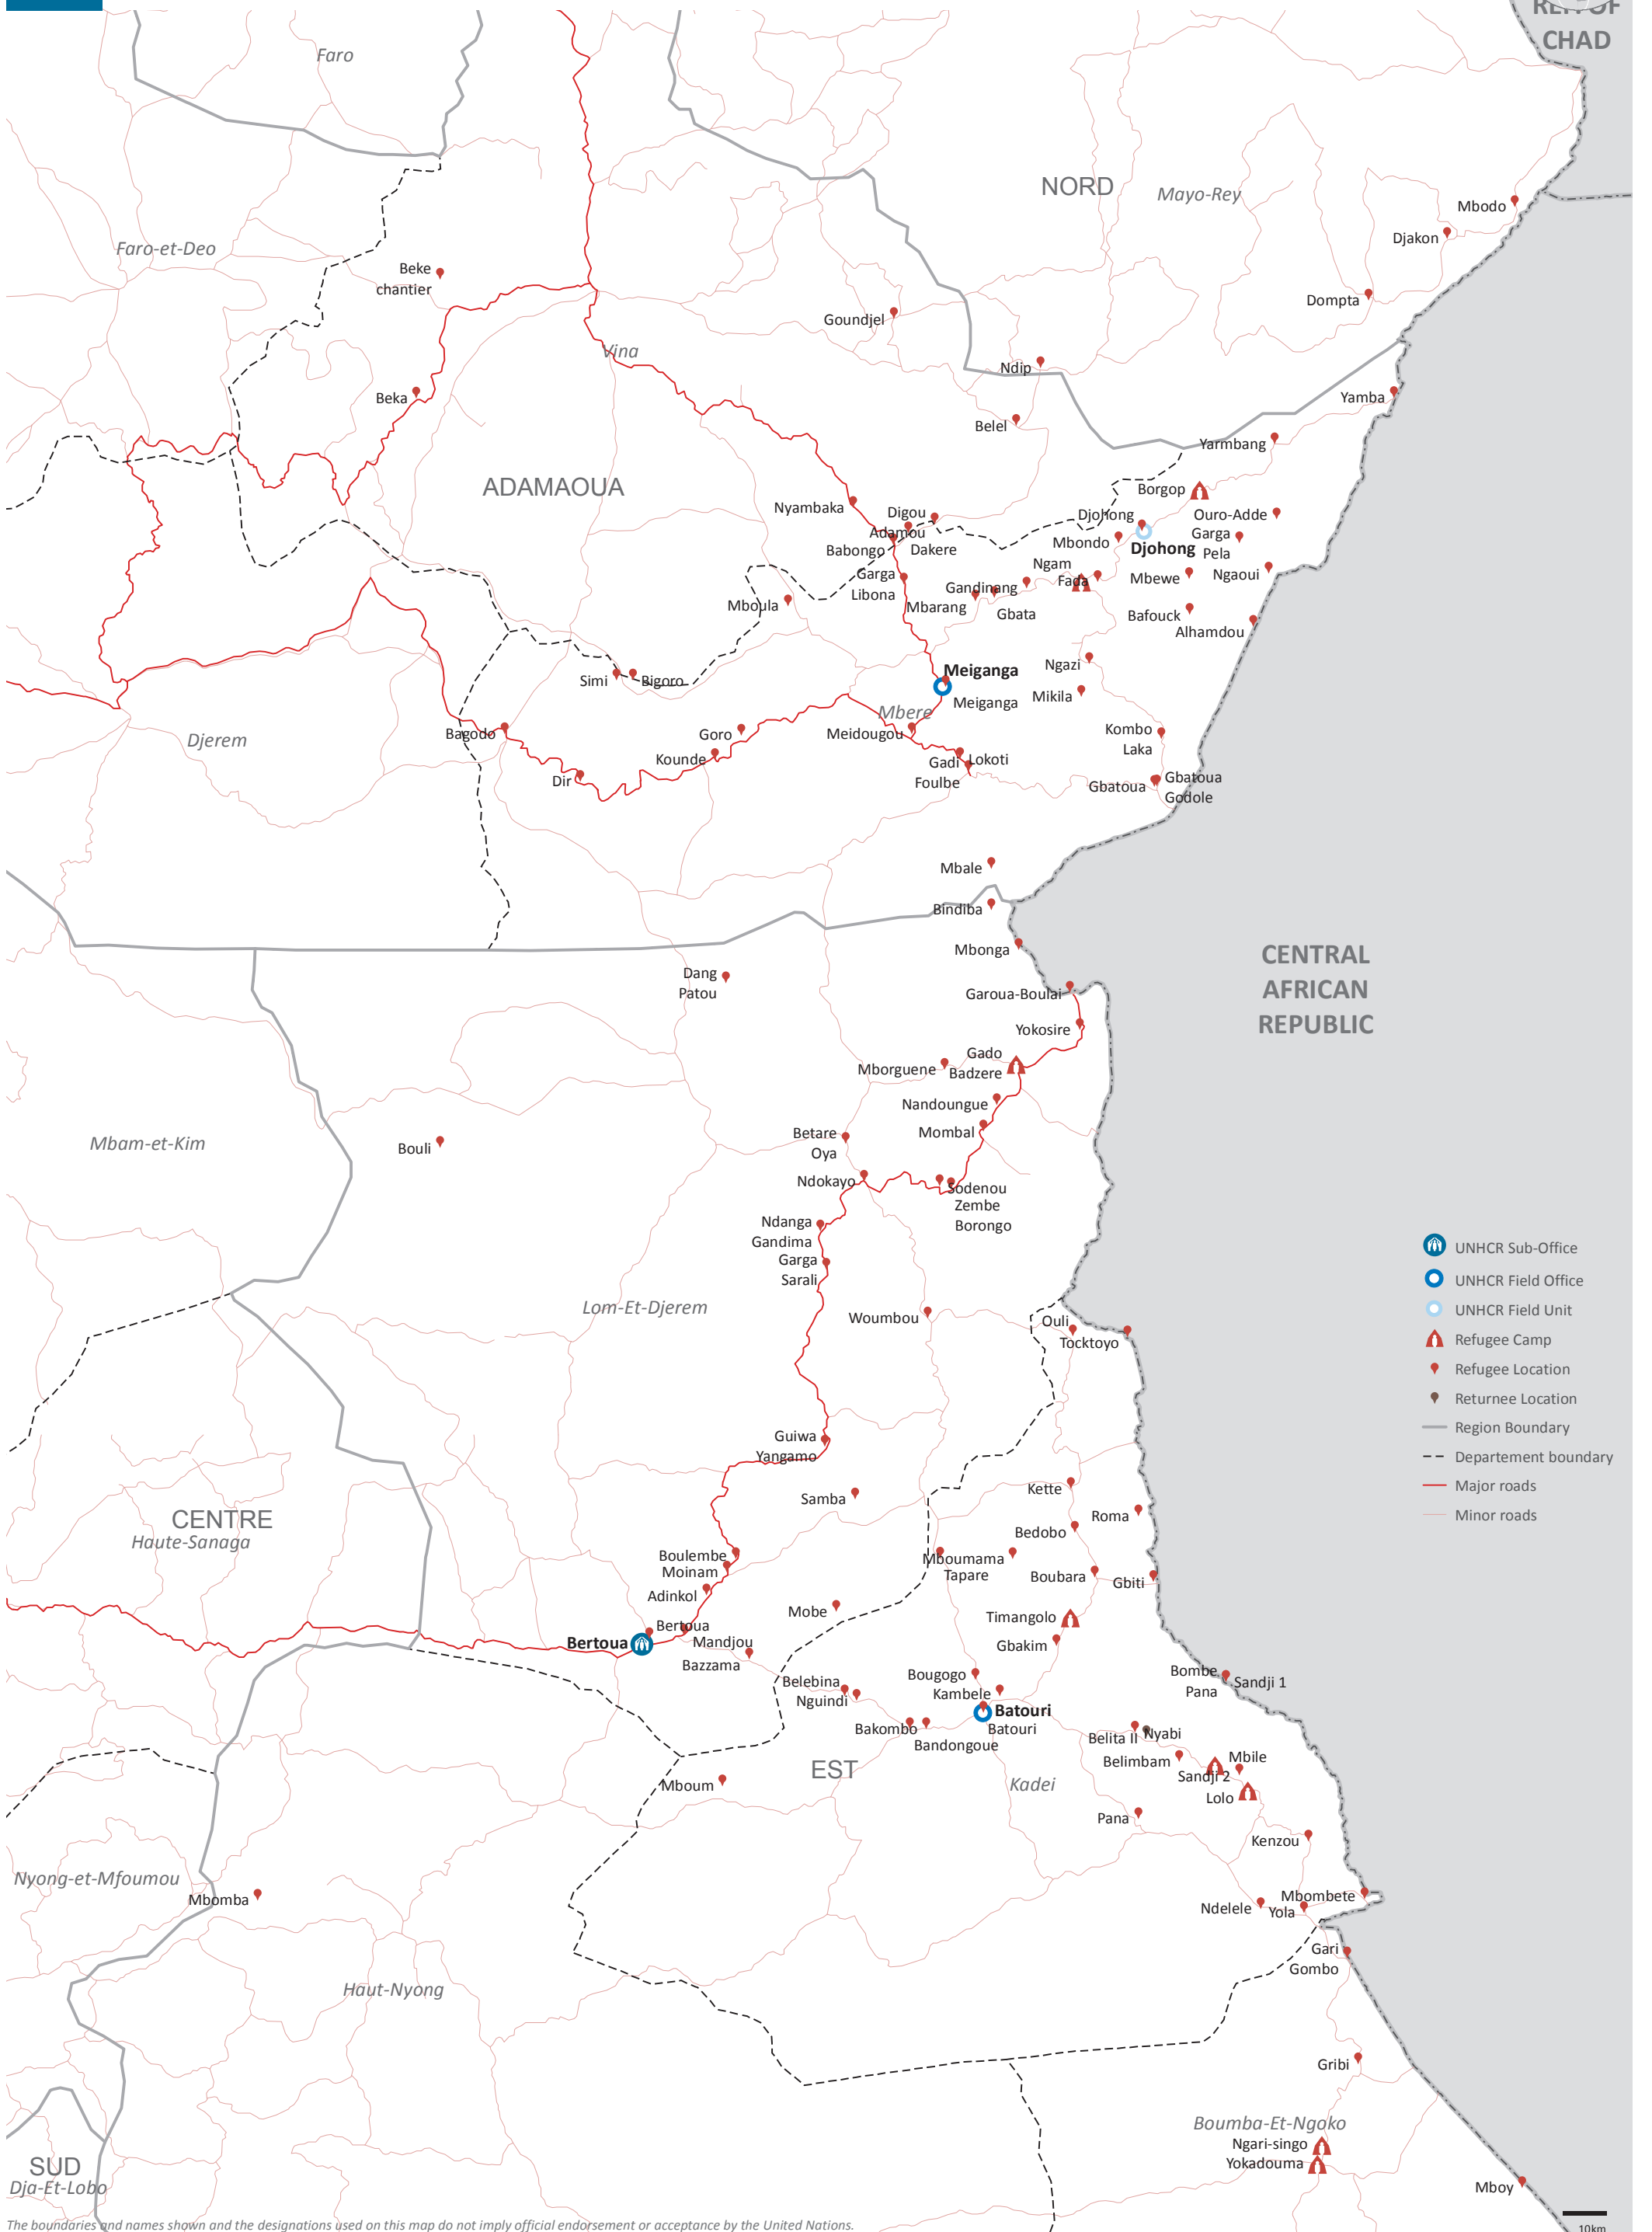 REP. OF
CHAD
Faro
NORD
Mayo-Rey
Mbodo
Djakon
Faro-et-Deo
Beke
chantier
Dompta
Goundjel
Vina
Ndip
Beka
Yamba
Belel
Yarmbang
ADAMAOUA
Borgop
Nyambaka
Digou
Djohong
Ouro-Adde
Adamou
Garga
Babongo
Dakere
Mbondo
Djohong
Pela
Ngam
Garga
Fada
Mbewe
Ngaoui
Libona
Gandinang
Mboula
Mbarang
Gbata
Bafouck
Alhamdou
Ngazi
Meiganga
Simi
Bigoro
Meiganga
Mikila
Mbere
Djerem
Bagodo
Goro
Meidougou
Kombo
Laka
Kounde
Gadi
Lokoti
Dir
Foulbe
Gbatoua
Gbatoua
Godole
Mbale
Bindiba
Mbonga
CENTRAL
AFRICAN
REPUBLIC
Dang
Patou
Garoua-Boulai
Yokosire
Gado
Mborguene
Badzere
Nandoungue
Mbam-et-Kim
Bouli
Betare
Oya
Mombal
Ndokayo
Sodenou
Zembe
Borongo
Ndanga
Gandima
Garga
Sarali
Lom-Et-Djerem
Woumbou
Ouli
Tocktoyo
UNHCR Sub-Office
UNHCR Field Office
UNHCR Field Unit
Refugee Camp
Refugee Location
Returnee Location
Region Boundary
Departement boundary
Major roads
Minor roads
Guiwa
Yangamo
Samba
Kette
Roma
CENTRE
Haute-Sanaga
Bedobo
Boulembe
Mboumama
Moinam
Tapare
Boubara
Gbiti
Adinkol
Mobe
Timangolo
Bertoua
Bertoua
Mandjou
Gbakim
Bazzama
Bombe
Pana
Sandji 1
Belebina
Bougogo
Nguindi
Kambele
Batouri
Bakombo
Batouri
Bandongoue
Belita II
Nyabi
Belimbam
Mbile
EST
Mboum
Kadei
Sandji 2
Lolo
Pana
Kenzou
Nyong-et-Mfoumou
Mbomba
Mbombete
Ndelele
Yola
Gari
Gombo
Haut-Nyong
Gribi
Boumba-Et-Ngoko
Ngari-singo
Yokadouma
SUD
Dja-Et-Lobo
Mboy
The boundaries and names shown and the designations used on this map do not imply official endorsement or acceptance by the United Nations.
10km